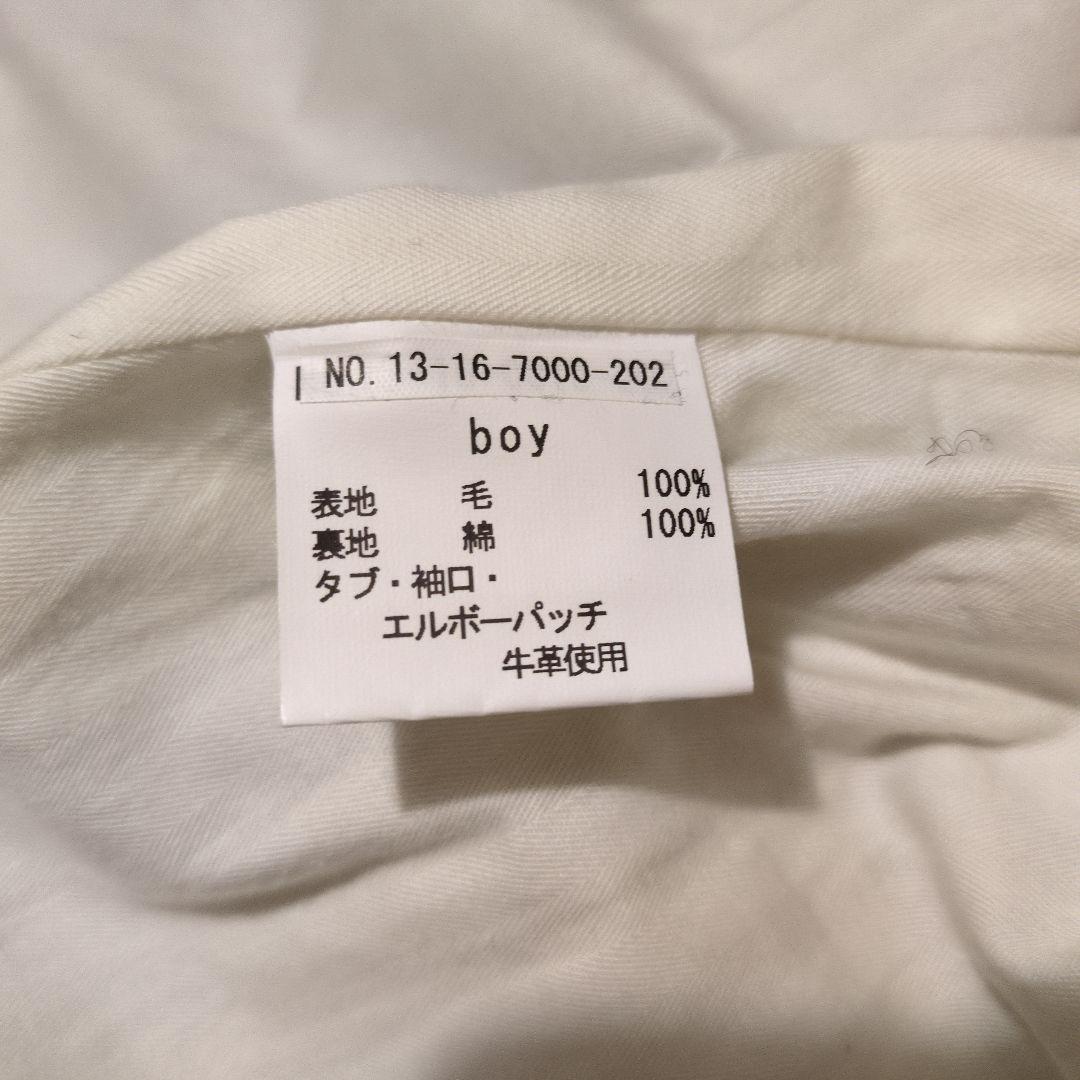 NO. 13-16-7000-202
boy
表地 毛 100%
裏地 綿 100%
タブ・袖口・
エルボーパッチ
牛革使用